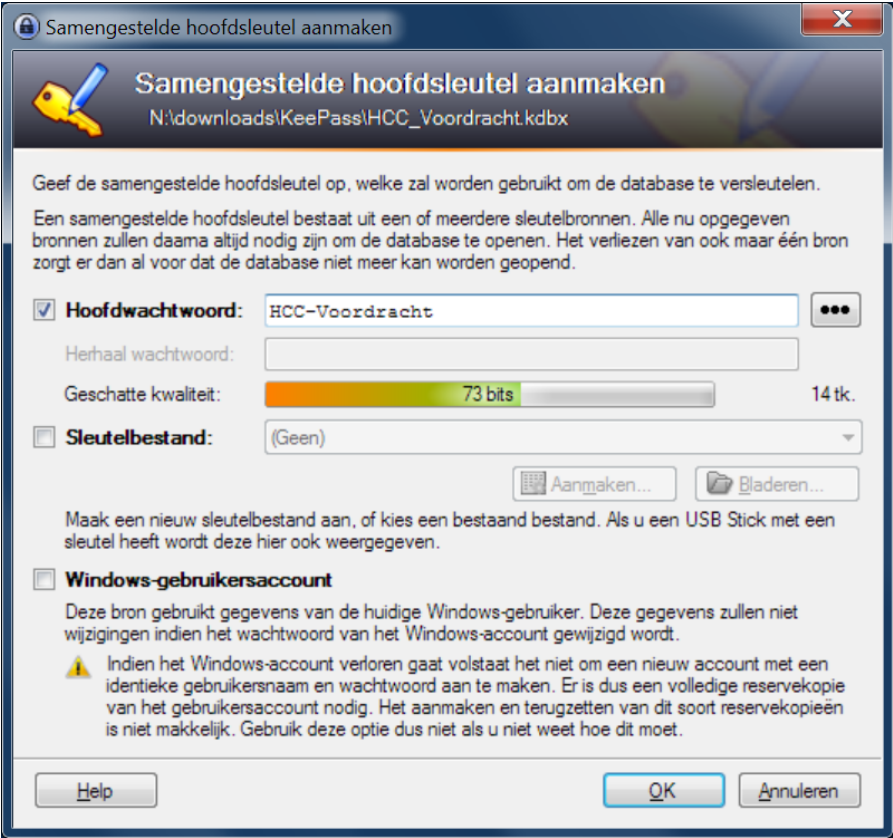 Samengestelde hoofdsleutel aanmaken
Samengestelde hoofdsleutel aanmaken
N:\downloads\KeePass\HCC_Voordracht.kdbx
Geef de samengestelde hoofdsleutel op, welke zal worden gebruikt om de database te versleutelen.
Een samengestelde hoofdsleutel bestaat uit een of meerdere sleutelbronnen. Alle nu opgegeven
bronnen zullen daarna altijd nodig zijn om de database te openen. Het verliezen van ook maar één bron
zorgt er dan al voor dat de database niet meer kan worden geopend.
Hoofdwachtwoord: HCC-Voordracht
Herhaal wachtwoord:
Geschatte kwaliteit: 73 bits 14 tk.
Sleutelbestand: (Geen)
Aanmaken... Bladeren...
Maak een nieuw sleutelbestand aan, of kies een bestaand bestand. Als u een USB Stick met een
sleutel heeft wordt deze hier ook weergegeven.
Windows-gebruikersaccount
Deze bron gebruikt gegevens van de huidige Windows-gebruiker. Deze gegevens zullen niet
wijzigingen indien het wachtwoord van het Windows-account gewijzigd wordt.
Indien het Windows-account verloren gaat volstaat het niet om een nieuw account met een
identieke gebruikersnaam en wachtwoord aan te maken. Er is dus een volledige reservekopie
van het gebruikersaccount nodig. Het aanmaken en terugzetten van dit soort reservekopieën
is niet makkelijk. Gebruik deze optie dus niet als u niet weet hoe dit moet.
Help OK Annuleren